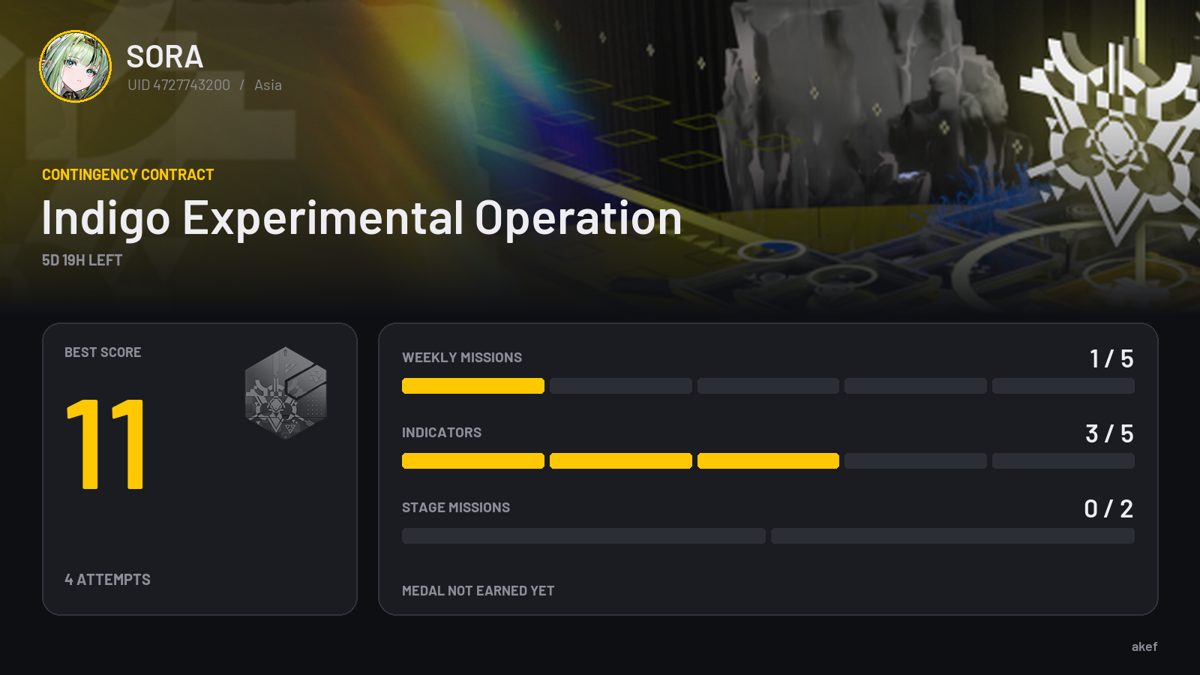 SORA
UID 4727743200 / Asia
CONTINGENCY CONTRACT
Indigo Experimental Operation
5D 19H LEFT
BEST SCORE
11
4 ATTEMPTS
WEEKLY MISSIONS
1 / 5
INDICATORS
3 / 5
STAGE MISSIONS
0 / 2
MEDAL NOT EARNED YET
akef